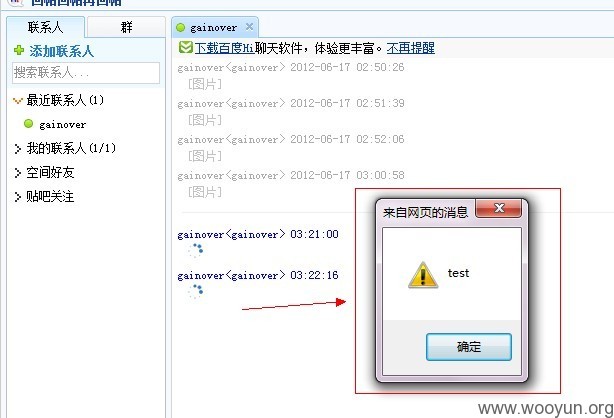 联系人
群
添加联系人
搜索联系人...
最近联系人(1)
gainover
我的联系人(1/1)
空间好友
贴吧关注
gainover
下载百度Hi聊天软件，体验更丰富。不再提醒
gainover<gainover> 2012-06-17 02:50:26
[图片]
gainover<gainover> 2012-06-17 02:51:39
[图片]
gainover<gainover> 2012-06-17 02:52:06
[图片]
gainover<gainover> 2012-06-17 03:00:58
[图片]
gainover<gainover> 03:21:00
gainover<gainover> 03:22:16
来自网页的消息
test
确定
www.wooyun.org